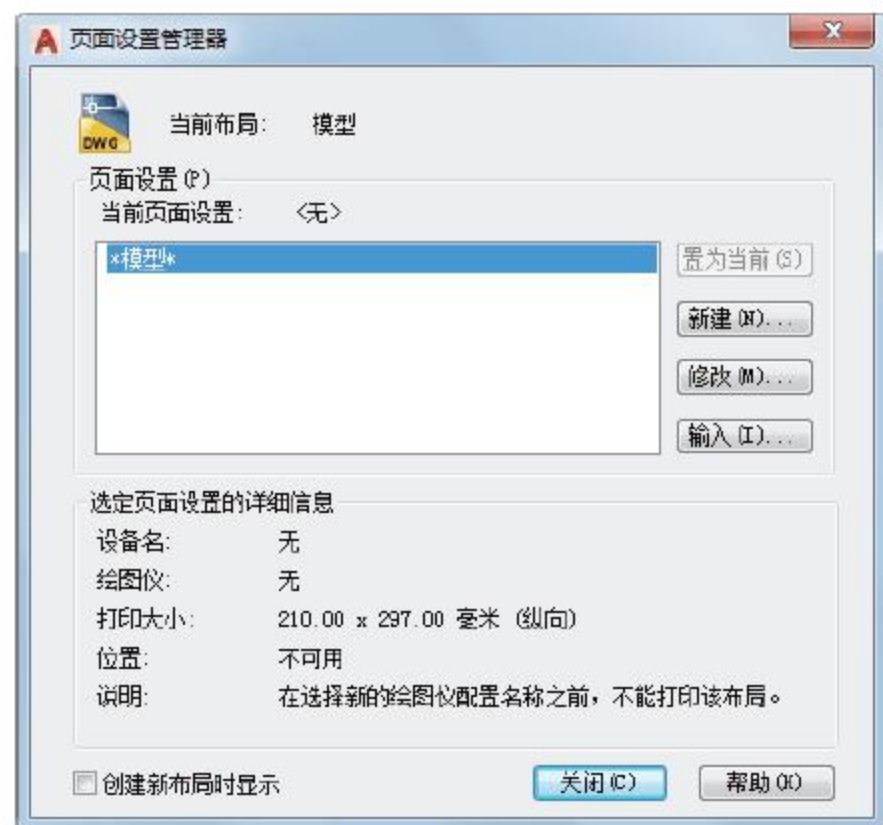 页面设置管理器
DWG
当前布局： 模型
页面设置(P)
当前页面设置： <无>
*模型*
置为当前(S)
新建(N)...
修改(M)...
输入(I)...
选定页面设置的详细信息
设备名： 无
绘图仪： 无
打印大小： 210.00 x 297.00 毫米 (纵向)
位置： 不可用
说明： 在选择新的绘图仪配置名称之前，不能打印该布局。
创建新布局时显示
关闭(C)
帮助(H)